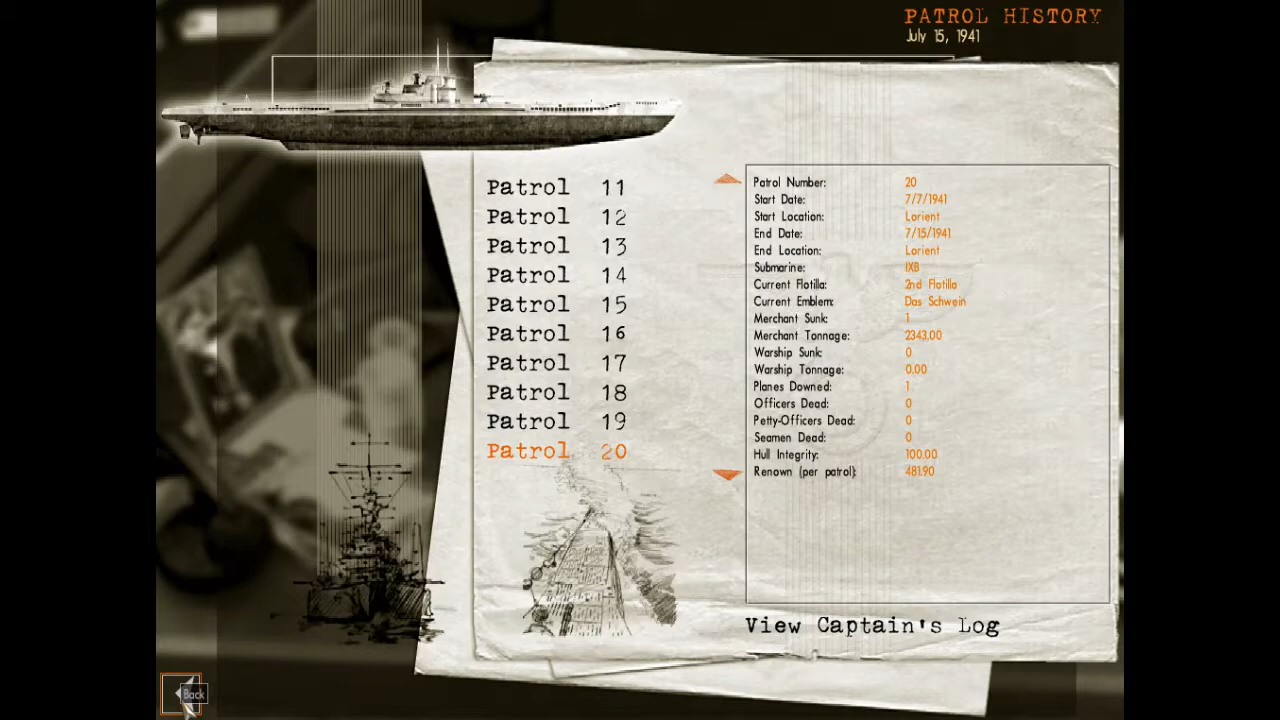 PATROL HISTORY
July 15, 1941
Patrol 11
Patrol 12
Patrol 13
Patrol 14
Patrol 15
Patrol 16
Patrol 17
Patrol 18
Patrol 19
Patrol 20
Patrol Number: 20
Start Date: 7/7/1941
Start Location: Lorient
End Date: 7/15/1941
End Location: Lorient
Submarine: IXB
Current Flotilla: 2nd Flotilla
Current Emblem: Das Schwein
Merchant Sunk: 1
Merchant Tonnage: 2343.00
Warship Sunk: 0
Warship Tonnage: 0.00
Planes Downed: 1
Officers Dead: 0
Petty-Officers Dead: 0
Seamen Dead: 0
Hull Integrity: 100.00
Renown (per patrol): 481.90
View Captain's Log
Back